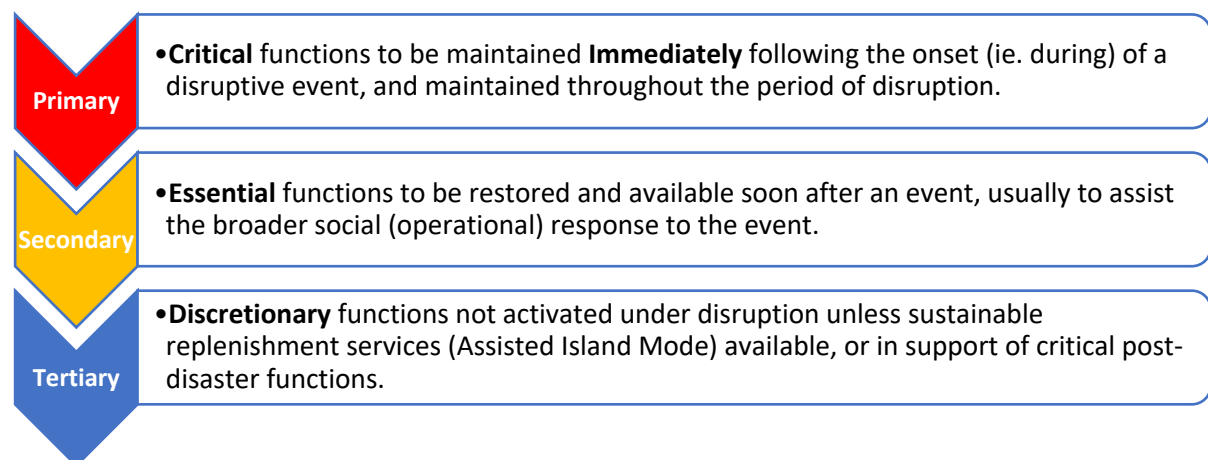 Primary
•Critical functions to be maintained Immediately following the onset (ie. during) of a
disruptive event, and maintained throughout the period of disruption.
Secondary
•Essential functions to be restored and available soon after an event, usually to assist
the broader social (operational) response to the event.
Tertiary
•Discretionary functions not activated under disruption unless sustainable
replenishment services (Assisted Island Mode) available, or in support of critical post-
disaster functions.